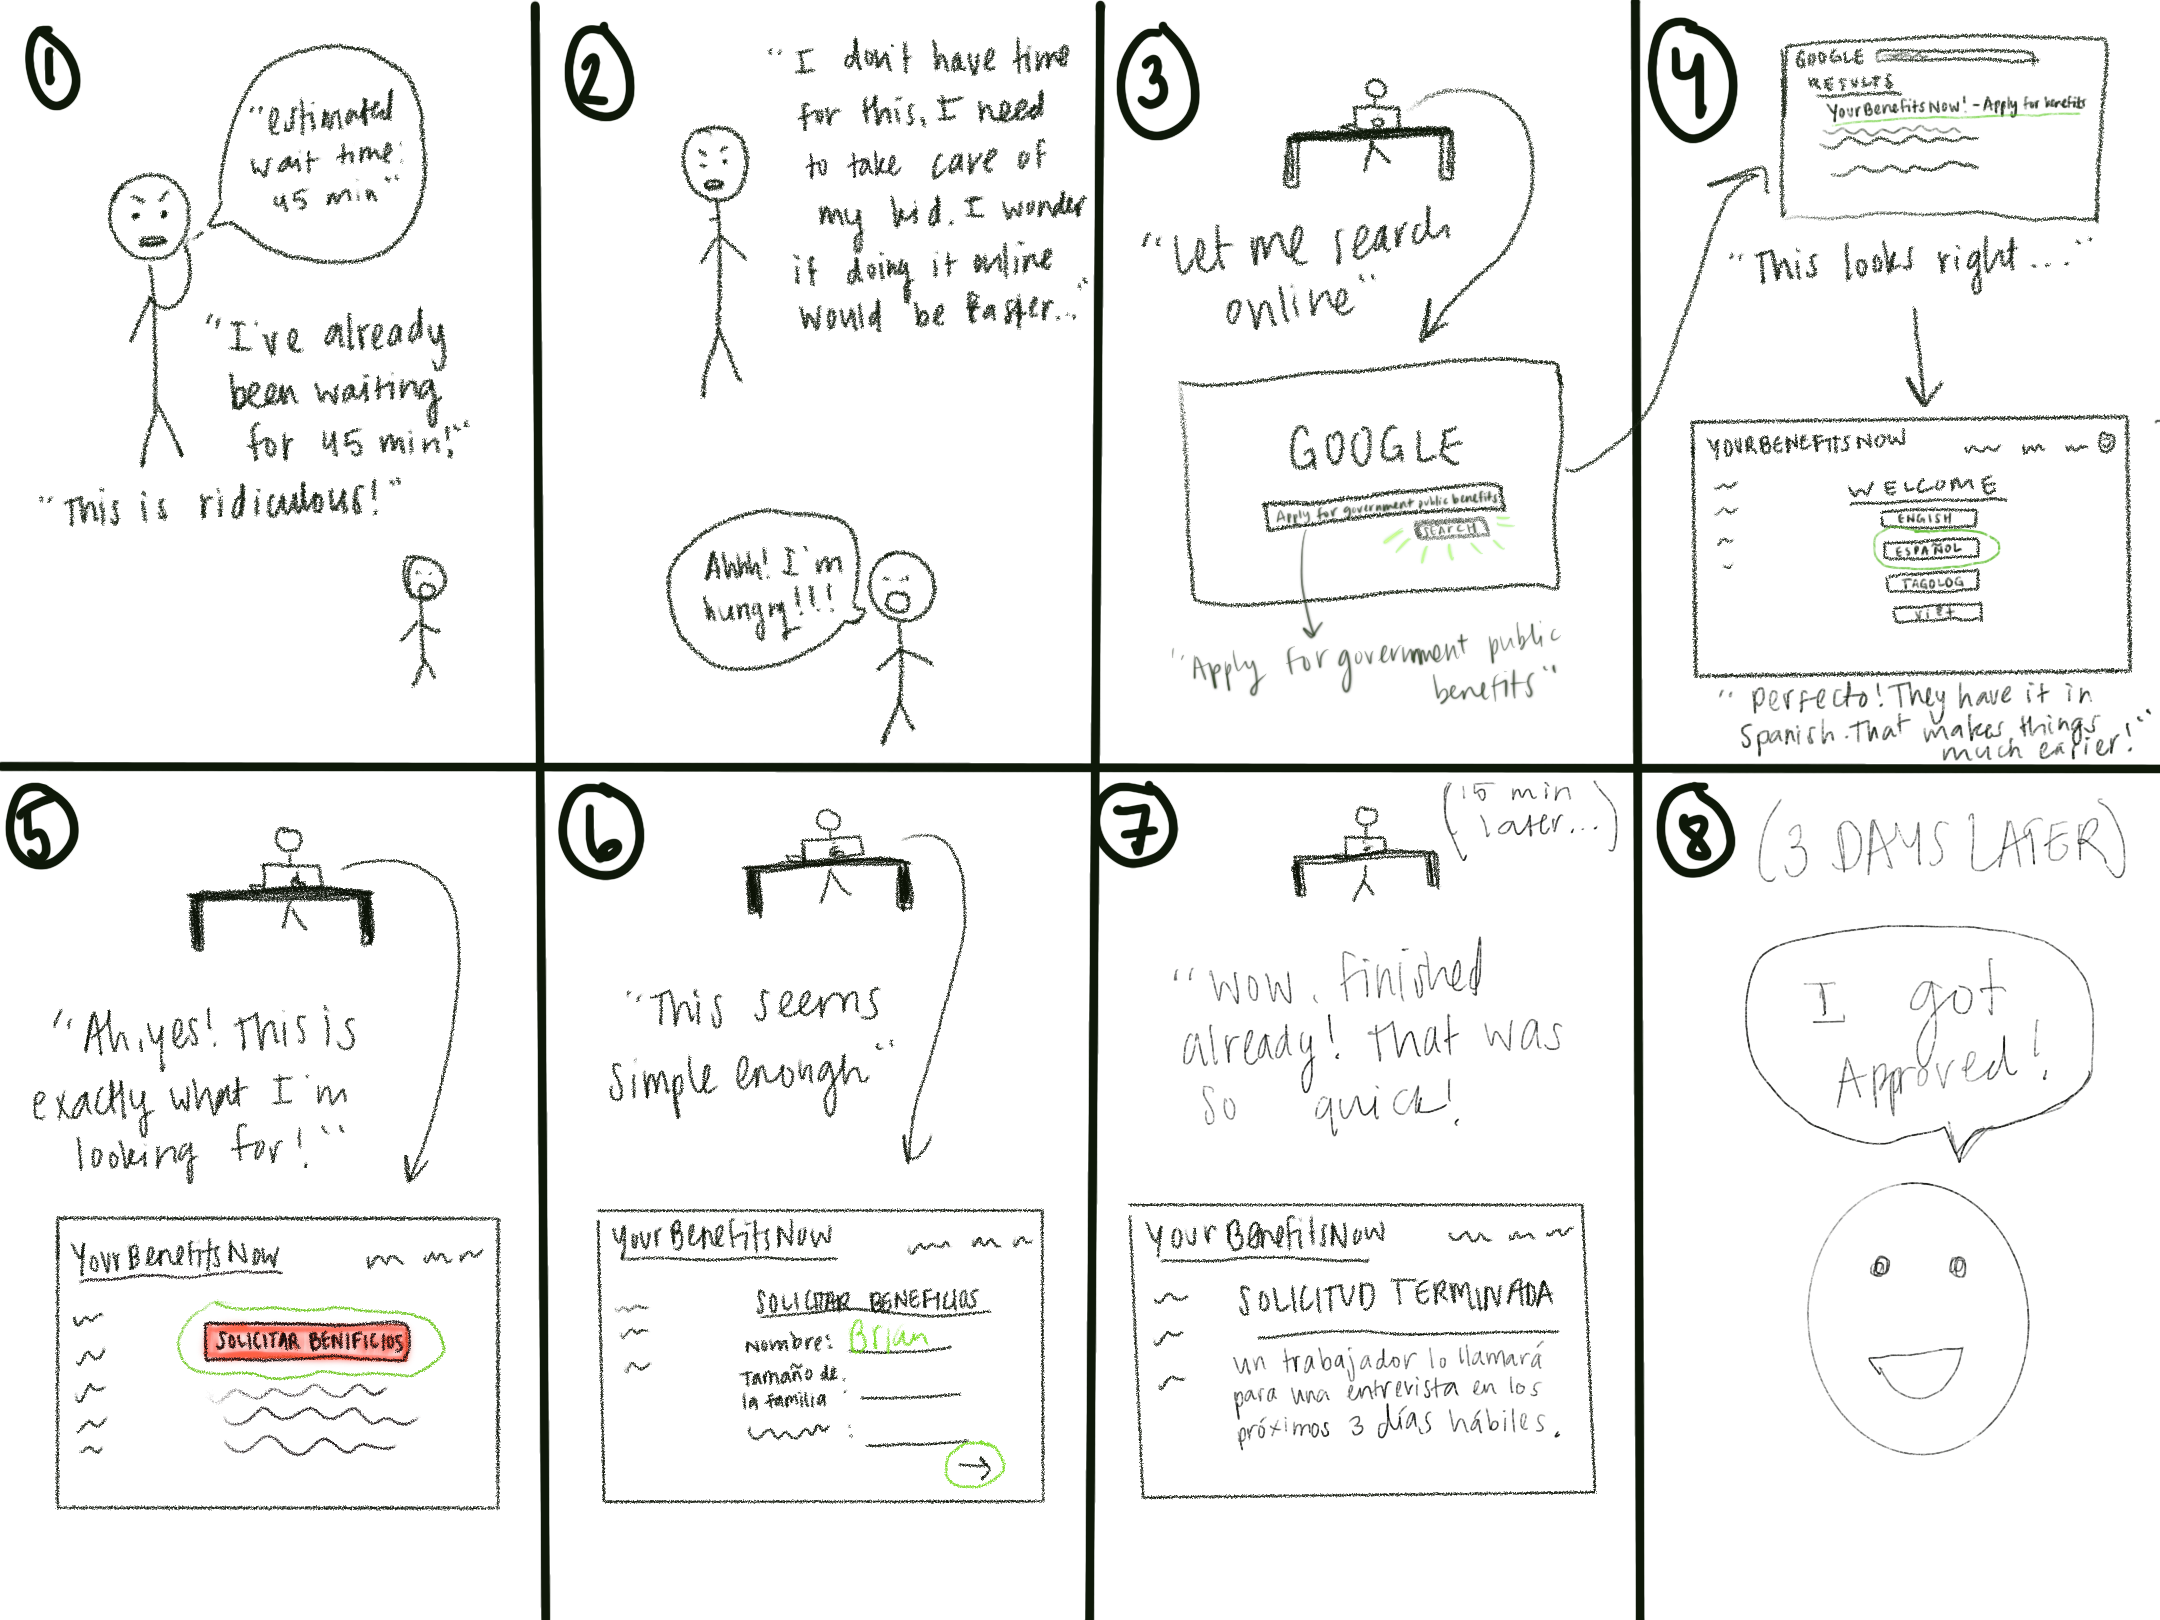 1
"estimated
wait time:
45 min"
"I've already
been waiting
for 45 min!"
"This is ridiculous!"
2
"I don't have time
for this. I need
to take care of
my kid. I wonder
if doing it online
would be faster..."
Ahhh! I'm
hungry!!!
3
"Let me search
online"
GOOGLE
Apply for government public benefits
SEARCH
"Apply for government public
benefits"
4
GOOGLE
RESULTS
YourBenefitsNow! - Apply for benefits
"This looks right..."
YOURBENEFITSNOW
WELCOME
ENGISH
ESPAÑOL
TAGOLOG
VIET
"Perfecto! They have it in
Spanish. That makes things
much easier!"
5
"Ah, yes! This is
exactly what I'm
looking for!"
YourBenefitsNow
SOLICITAR BENIFICIOS
6
"This seems
simple enough"
YourBenefitsNow
SOLICITAR BENEFICIOS
Nombre: Brian
Tamaño de
la familia :
:
7
(15 min
later...)
"Wow. Finished
already! That was
so quick!
YourBenefitsNow
SOLICITUD TERMINADA
un trabajador lo llamará
para una entrevista en los
próximos 3 días hábiles.
8
(3 DAYS LATER)
I got
Approved!